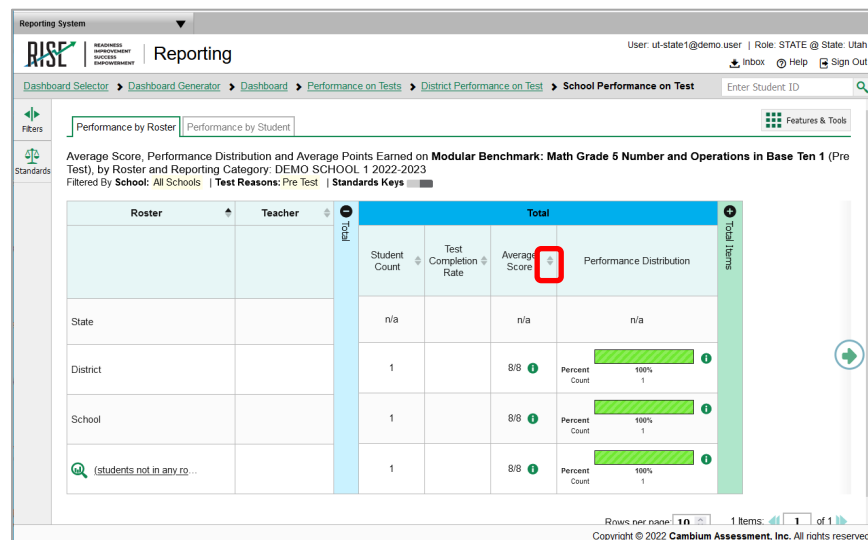 Reporting System
RISE
READINESS
IMPROVEMENT
SUCCESS
EMPOWERMENT
Reporting
User: ut-state1@demo.user | Role: STATE @ State: Utah
Inbox Help Sign Out
Dashboard Selector Dashboard Generator Dashboard Performance on Tests District Performance on Test School Performance on Test
Enter Student ID
Filters
Standards
Performance by Roster
Performance by Student
Features & Tools
Average Score, Performance Distribution and Average Points Earned on Modular Benchmark: Math Grade 5 Number and Operations in Base Ten 1 (Pre
Test), by Roster and Reporting Category: DEMO SCHOOL 1 2022-2023
Filtered By School: All Schools | Test Reasons: Pre Test | Standards Keys
Roster Teacher Total Total Total Items
Student Count
Test Completion Rate
Average Score
Performance Distribution
State n/a n/a n/a
District 1 8/8
Percent 100%
Count 1
School 1 8/8
Percent 100%
Count 1
(students not in any ro... 1 8/8
Percent 100%
Count 1
Rows per page: 10 1 Items: 1 of 1
Copyright © 2022 Cambium Assessment, Inc. All rights reserved